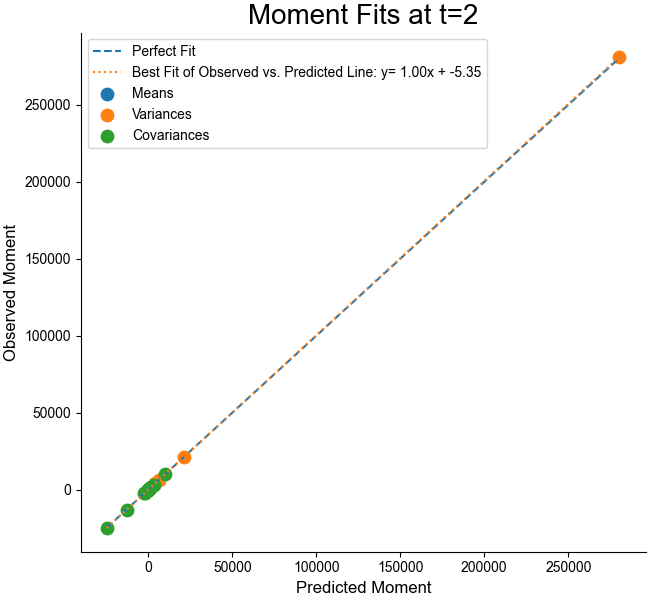 Moment Fits at t=2
Perfect Fit
Best Fit of Observed vs. Predicted Line: y= 1.00x + -5.35
Means
Variances
Covariances
Observed Moment
250000
200000
150000
100000
50000
0
0 50000 100000 150000 200000 250000
Predicted Moment